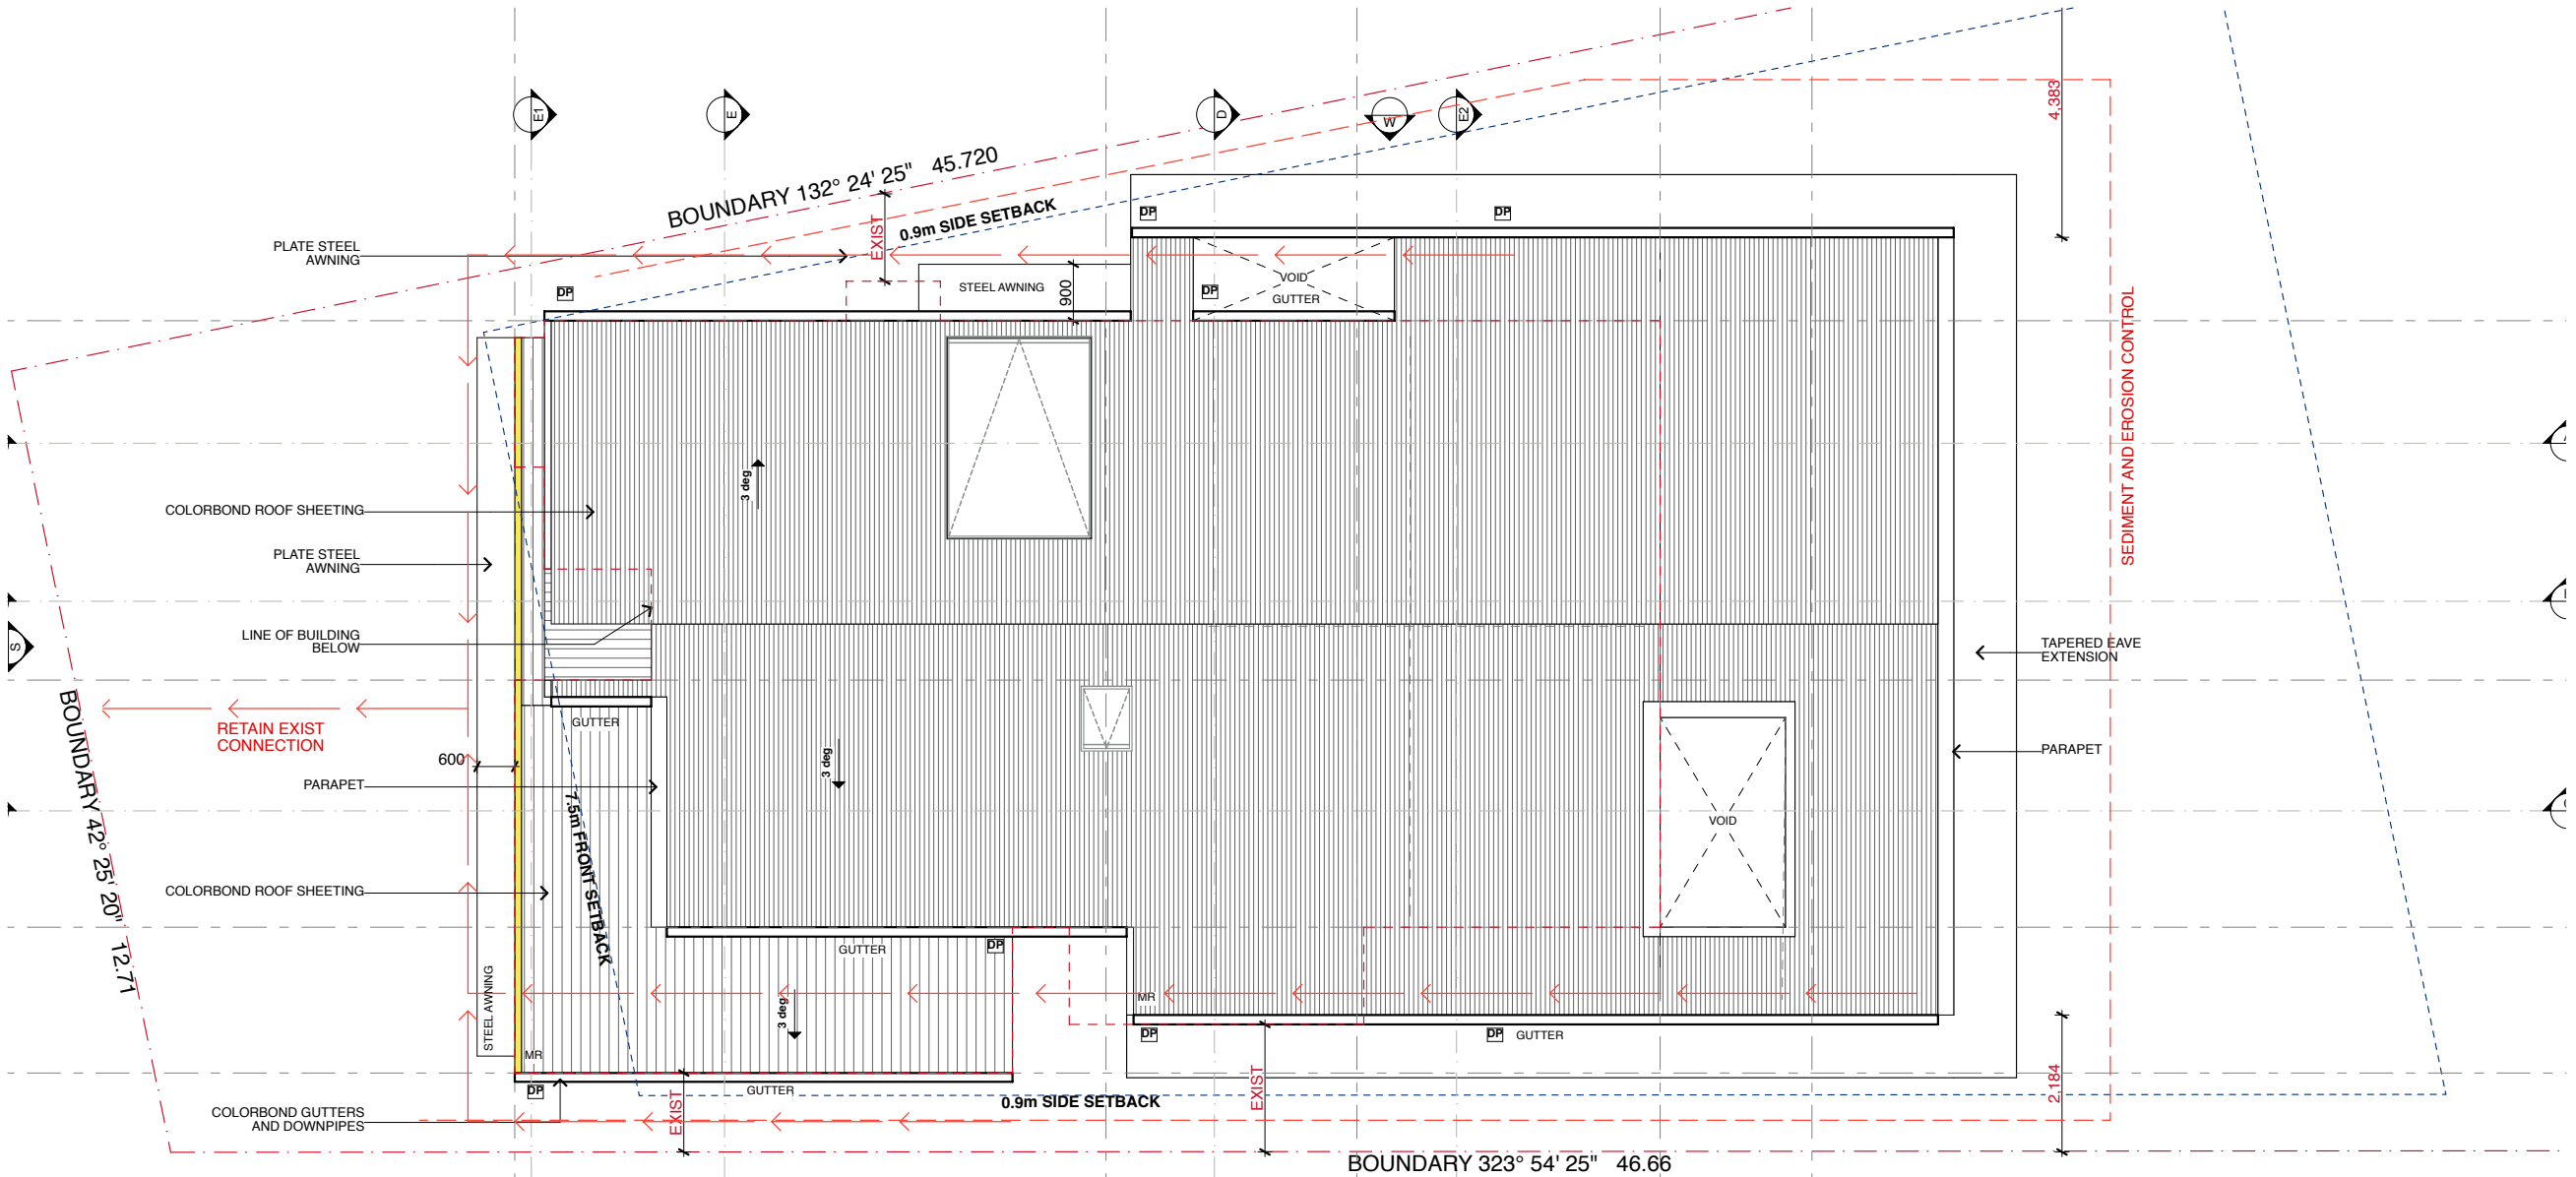 E1
E
D
W
E2
4,383
BOUNDARY 132° 24' 25" 45.720
0.9m SIDE SETBACK
EXIST
PLATE STEEL
AWNING
DP
DP
DP
DP
STEEL AWNING
900
VOID
GUTTER
SEDIMENT AND EROSION CONTROL
3 deg
COLORBOND ROOF SHEETING
PLATE STEEL
AWNING
LINE OF BUILDING
BELOW
S
TAPERED EAVE
EXTENSION
BOUNDARY 42° 25' 20" 12.71
RETAIN EXIST
CONNECTION
GUTTER
600
3 deg
PARAPET
PARAPET
VOID
7.5m FRONT SETBACK
COLORBOND ROOF SHEETING
GUTTER
DP
STEEL AWNING
3 deg
MR
MR
DP
DP
GUTTER
DP
GUTTER
EXIST
EXIST
2,184
0.9m SIDE SETBACK
COLORBOND GUTTERS
AND DOWNPIPES
BOUNDARY 323° 54' 25" 46.66